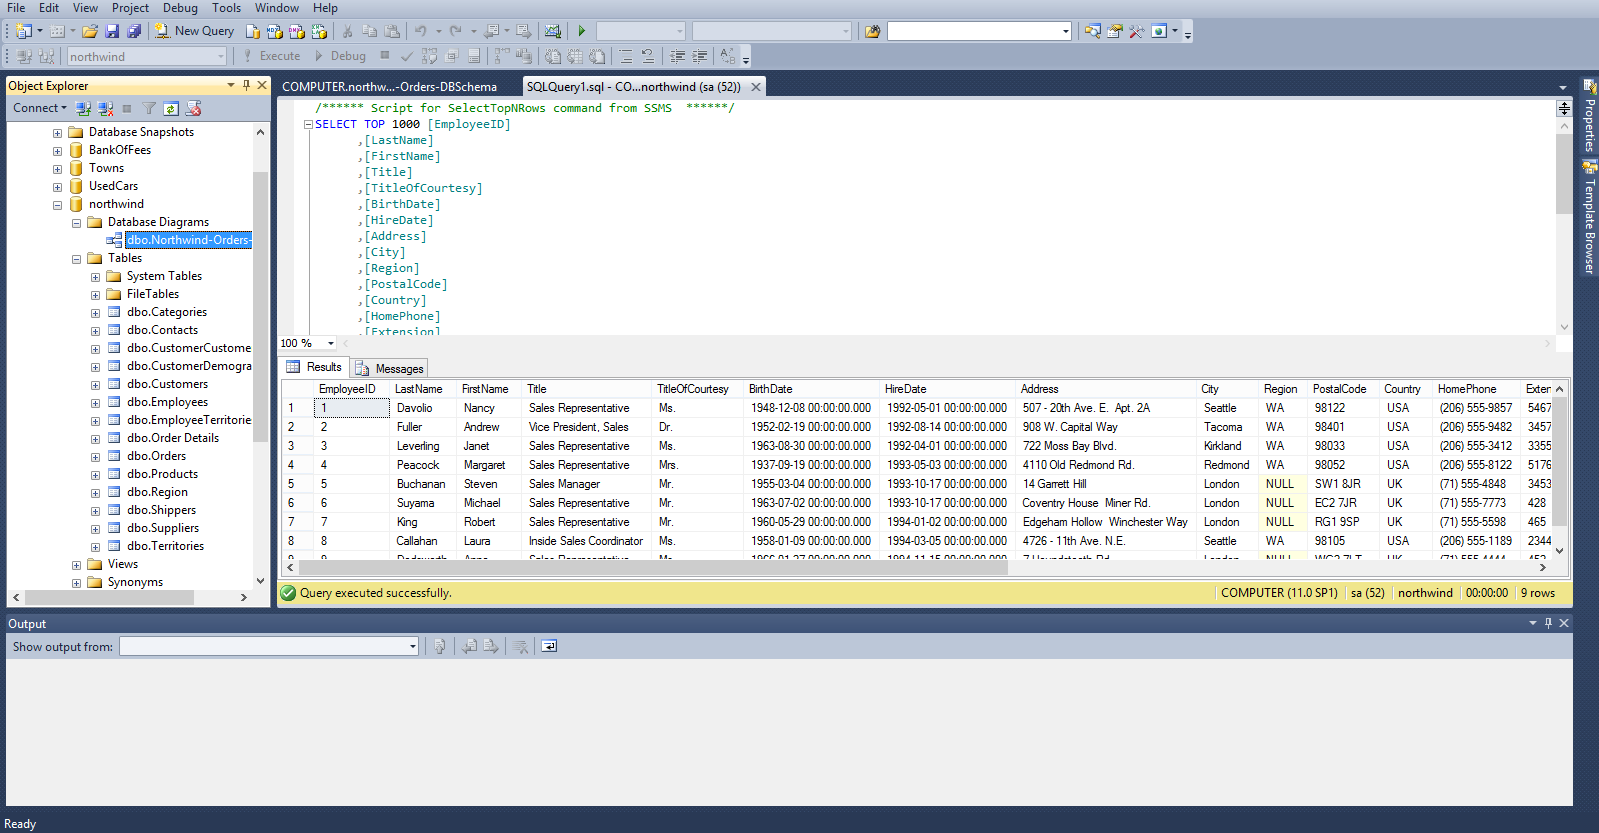 File Edit View Project Debug Tools Window Help
New Query
northwind Execute Debug
Object Explorer
Connect
Database Snapshots
BankOfFees
Towns
UsedCars
northwind
Database Diagrams
dbo.Northwind-Orders-
Tables
System Tables
FileTables
dbo.Categories
dbo.Contacts
dbo.CustomerCustome
dbo.CustomerDemogra
dbo.Customers
dbo.Employees
dbo.EmployeeTerritorie
dbo.Order Details
dbo.Orders
dbo.Products
dbo.Region
dbo.Shippers
dbo.Suppliers
dbo.Territories
Views
Synonyms
COMPUTER.northw...-Orders-DBSchema SQLQuery1.sql - CO...northwind (sa (52))
/****** Script for SelectTopNRows command from SSMS ******/
SELECT TOP 1000 [EmployeeID]
,[LastName]
,[FirstName]
,[Title]
,[TitleOfCourtesy]
,[BirthDate]
,[HireDate]
,[Address]
,[City]
,[Region]
,[PostalCode]
,[Country]
,[HomePhone]
,[Extension]
100 %
Results Messages
EmployeeID LastName FirstName Title TitleOfCourtesy BirthDate HireDate Address City Region PostalCode Country HomePhone Exten
1 1 Davolio Nancy Sales Representative Ms. 1948-12-08 00:00:00.000 1992-05-01 00:00:00.000 507 - 20th Ave. E. Apt. 2A Seattle WA 98122 USA (206) 555-9857 5467
2 2 Fuller Andrew Vice President, Sales Dr. 1952-02-19 00:00:00.000 1992-08-14 00:00:00.000 908 W. Capital Way Tacoma WA 98401 USA (206) 555-9482 3457
3 3 Leverling Janet Sales Representative Ms. 1963-08-30 00:00:00.000 1992-04-01 00:00:00.000 722 Moss Bay Blvd. Kirkland WA 98033 USA (206) 555-3412 3355
4 4 Peacock Margaret Sales Representative Mrs. 1937-09-19 00:00:00.000 1993-05-03 00:00:00.000 4110 Old Redmond Rd. Redmond WA 98052 USA (206) 555-8122 5176
5 5 Buchanan Steven Sales Manager Mr. 1955-03-04 00:00:00.000 1993-10-17 00:00:00.000 14 Garrett Hill London NULL SW1 8JR UK (71) 555-4848 3453
6 6 Suyama Michael Sales Representative Mr. 1963-07-02 00:00:00.000 1993-10-17 00:00:00.000 Coventry House Miner Rd. London NULL EC2 7JR UK (71) 555-7773 428
7 7 King Robert Sales Representative Mr. 1960-05-29 00:00:00.000 1994-01-02 00:00:00.000 Edgeham Hollow Winchester Way London NULL RG1 9SP UK (71) 555-5598 465
8 8 Callahan Laura Inside Sales Coordinator Ms. 1958-01-09 00:00:00.000 1994-03-05 00:00:00.000 4726 - 11th Ave. N.E. Seattle WA 98105 USA (206) 555-1189 2344
Query executed successfully. COMPUTER (11.0 SP1) sa (52) northwind 00:00:00 9 rows
Properties
Template Browser
Output
Show output from:
Ready